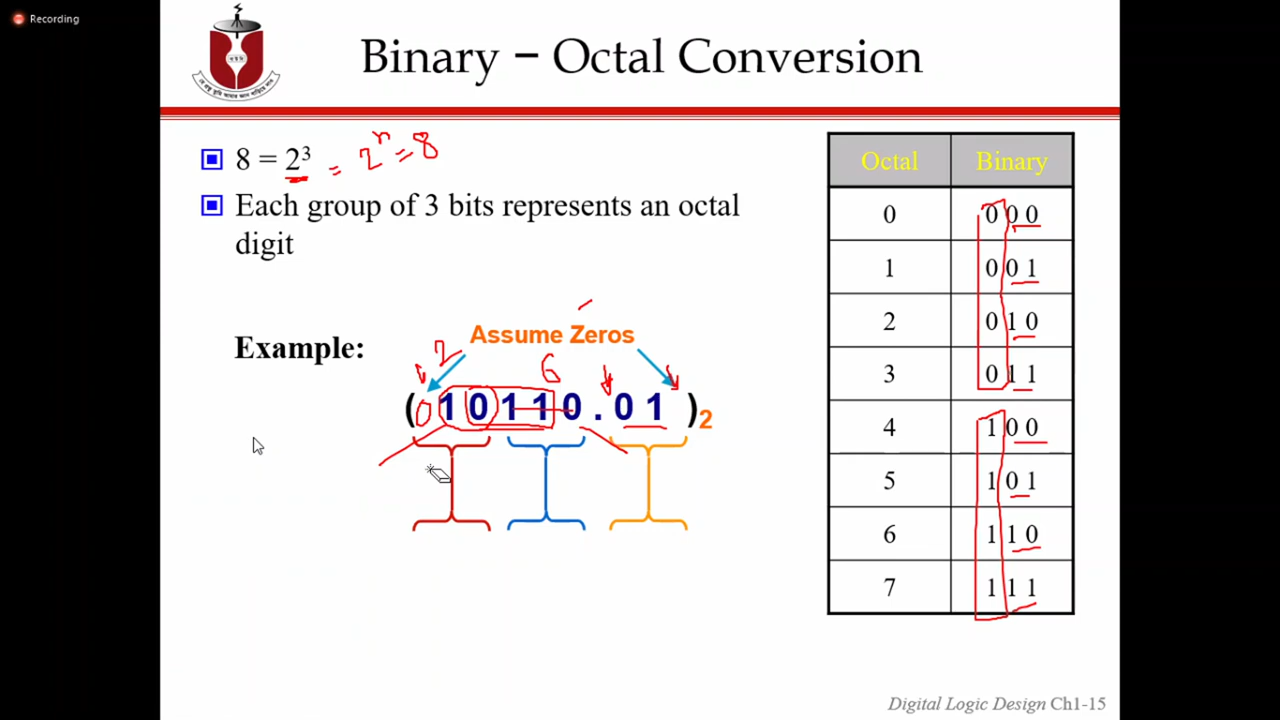 Recording
Binary − Octal Conversion
8 = 2³ = 2ⁿ = 8
Each group of 3 bits represents an octal
digit
Assume Zeros
Example:
2 6
(0 1 0 1 1 0 . 0 1 )2
Octal Binary
0 0 0 0
1 0 0 1
2 0 1 0
3 0 1 1
4 1 0 0
5 1 0 1
6 1 1 0
7 1 1 1
Digital Logic Design Ch1-15